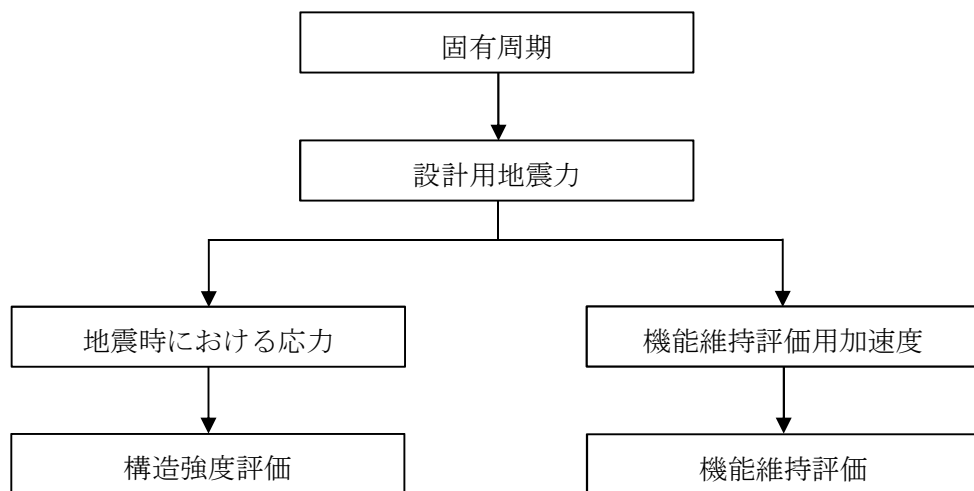 固有周期
設計用地震力
地震時における応力
機能維持評価用加速度
構造強度評価
機能維持評価